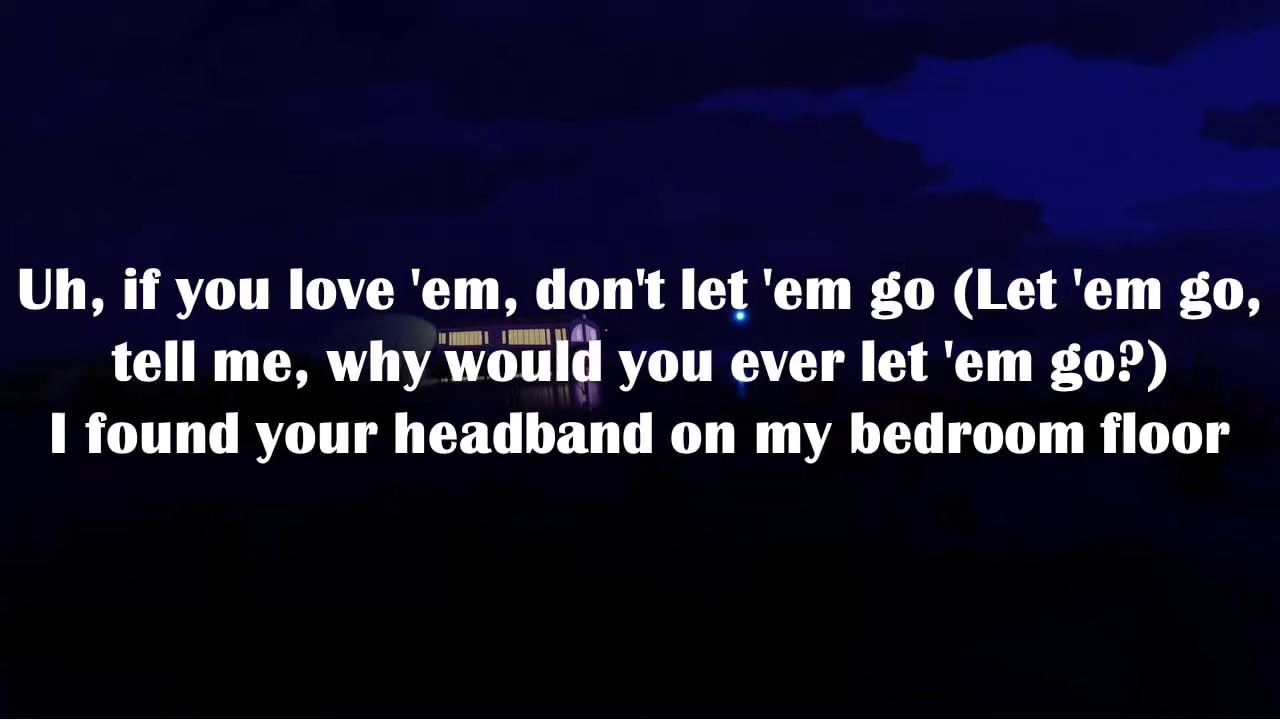 Uh, if you love 'em, don't let 'em go (Let 'em go,
tell me, why would you ever let 'em go?)
I found your headband on my bedroom floor